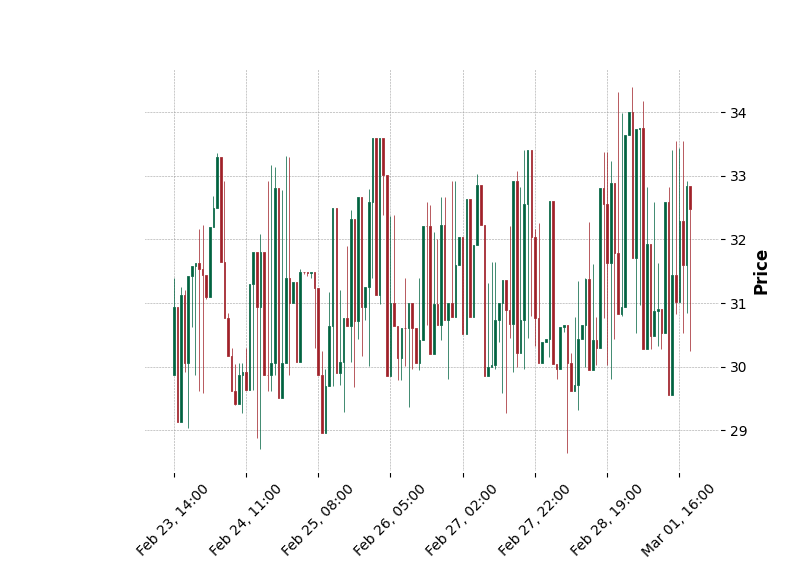 34
33
32
31
30
29
Price
Feb 23, 14:00
Feb 24, 11:00
Feb 25, 08:00
Feb 26, 05:00
Feb 27, 02:00
Feb 27, 22:00
Feb 28, 19:00
Mar 01, 16:00